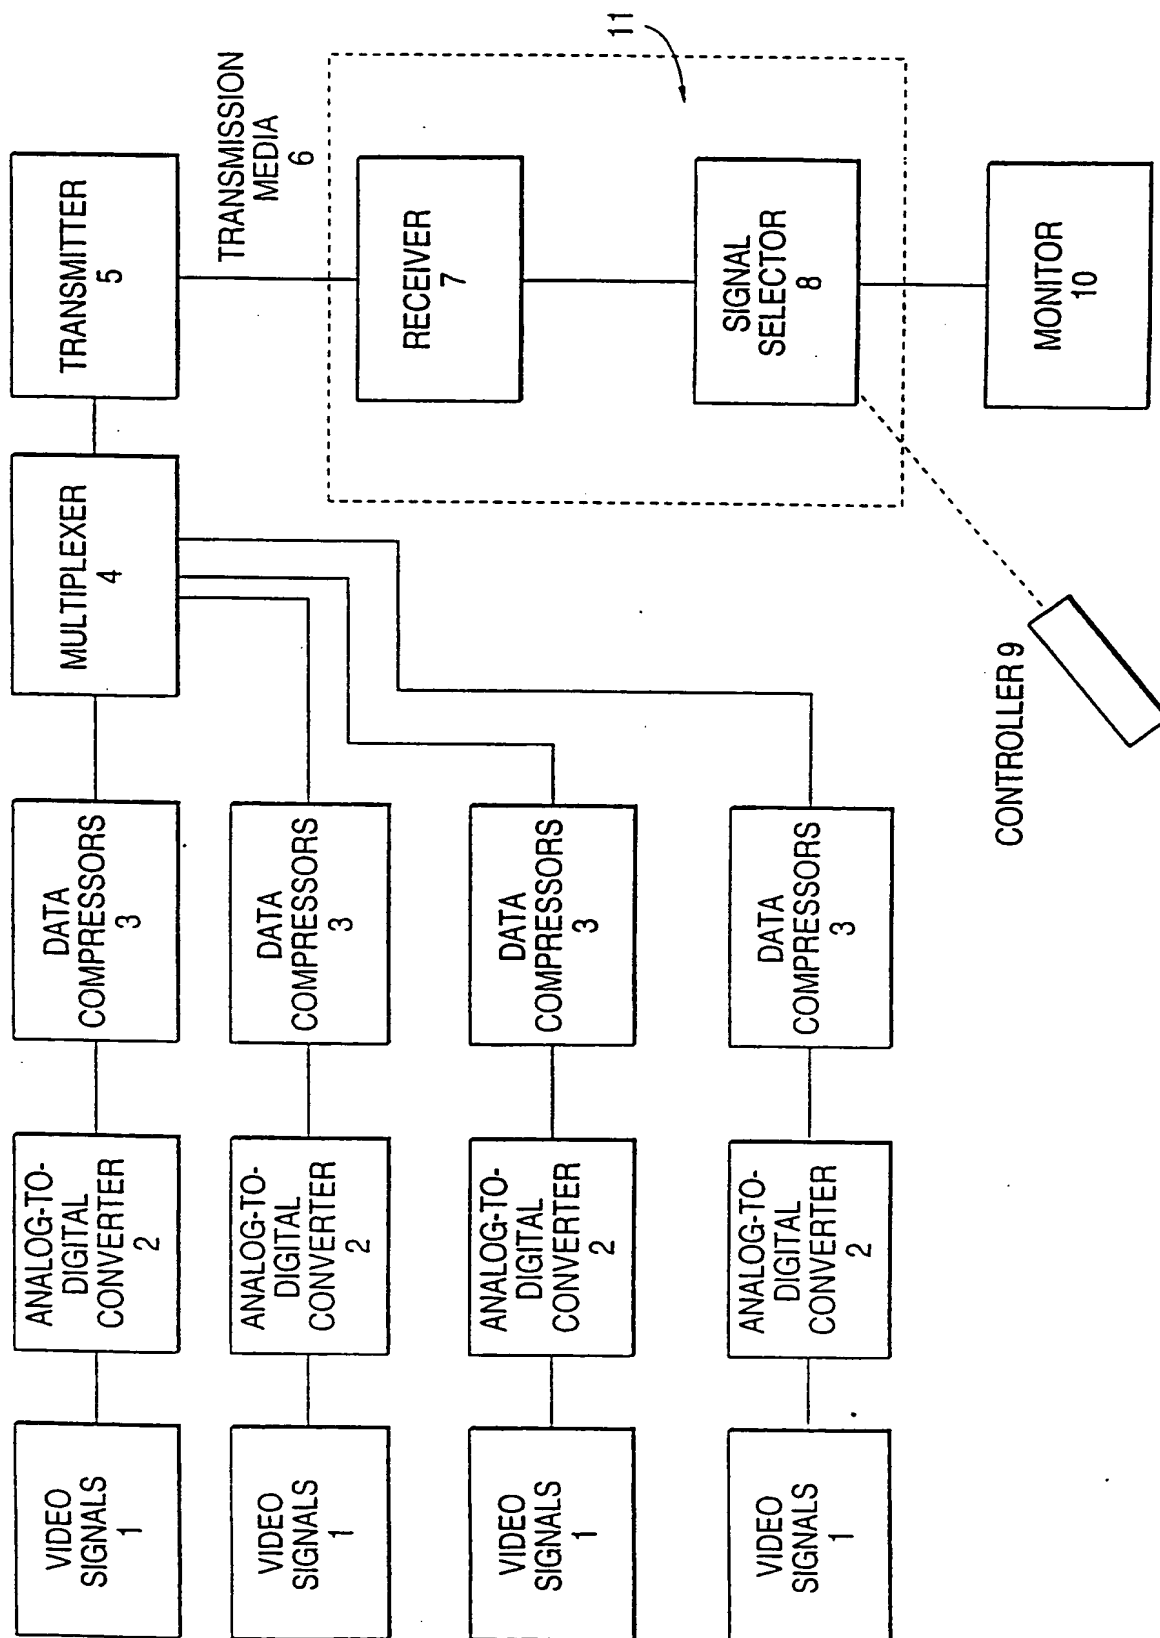 VIDEO
SIGNALS
1
ANALOG-TO-
DIGITAL
CONVERTER
2
DATA
COMPRESSORS
3
MULTIPLEXER
4
TRANSMITTER
5
VIDEO
SIGNALS
1
ANALOG-TO-
DIGITAL
CONVERTER
2
DATA
COMPRESSORS
3
TRANSMISSION
MEDIA
6
VIDEO
SIGNALS
1
ANALOG-TO-
DIGITAL
CONVERTER
2
DATA
COMPRESSORS
3
RECEIVER
7
11
VIDEO
SIGNALS
1
ANALOG-TO-
DIGITAL
CONVERTER
2
DATA
COMPRESSORS
3
SIGNAL
SELECTOR
8
CONTROLLER 9
MONITOR
10